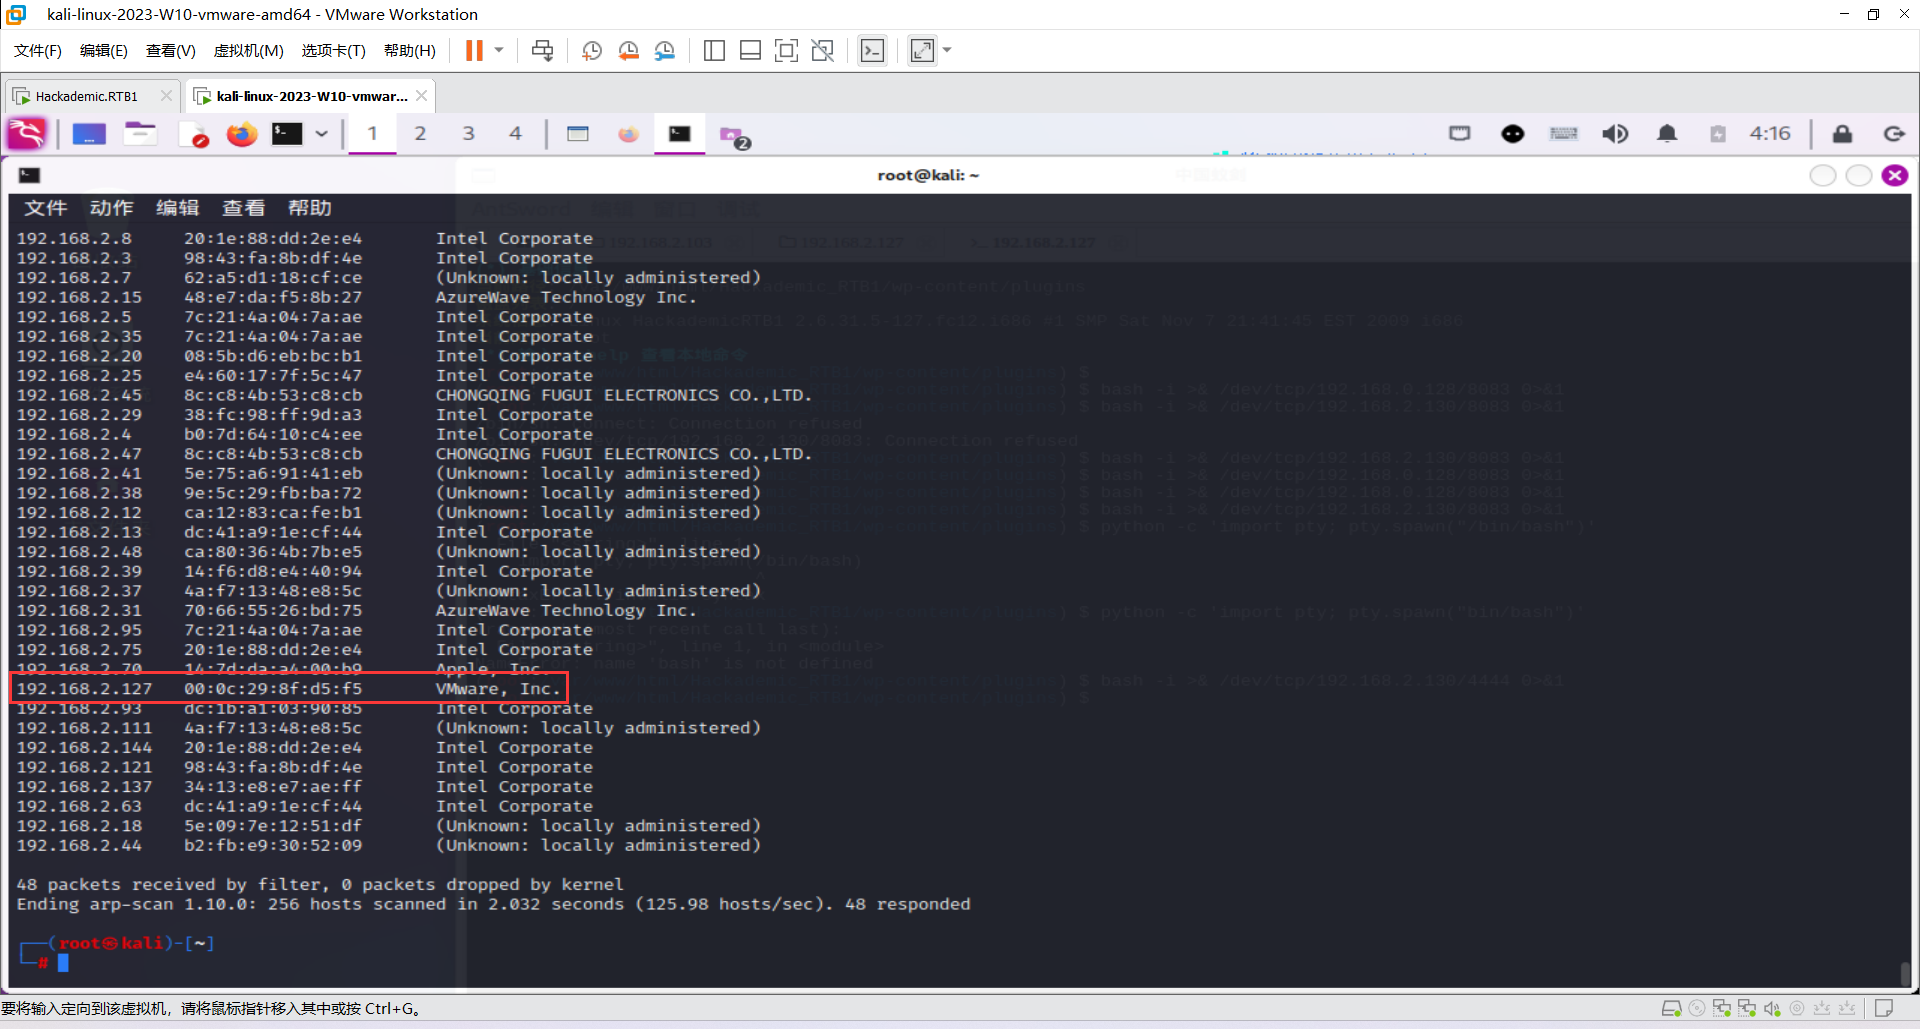 kali-linux-2023-W10-vmware-amd64 - VMware Workstation
文件(F) 编辑(E) 查看(V) 虚拟机(M) 选项卡(T) 帮助(H)
Hackademic.RTB1 kali-linux-2023-W10-vmwar...
1 2 3 4 2 4:16
root@kali: ~
文件 动作 编辑 查看 帮助
192.168.2.8 20:1e:88:dd:2e:e4 Intel Corporate
192.168.2.3 98:43:fa:8b:df:4e Intel Corporate
192.168.2.7 62:a5:d1:18:cf:ce (Unknown: locally administered)
192.168.2.15 48:e7:da:f5:8b:27 AzureWave Technology Inc.
192.168.2.5 7c:21:4a:04:7a:ae Intel Corporate
192.168.2.35 7c:21:4a:04:7a:ae Intel Corporate
192.168.2.20 08:5b:d6:eb:bc:b1 Intel Corporate
192.168.2.25 e4:60:17:7f:5c:47 Intel Corporate
192.168.2.45 8c:c8:4b:53:c8:cb CHONGQING FUGUI ELECTRONICS CO.,LTD.
192.168.2.29 38:fc:98:ff:9d:a3 Intel Corporate
192.168.2.4 b0:7d:64:10:c4:ee Intel Corporate
192.168.2.47 8c:c8:4b:53:c8:cb CHONGQING FUGUI ELECTRONICS CO.,LTD.
192.168.2.41 5e:75:a6:91:41:eb (Unknown: locally administered)
192.168.2.38 9e:5c:29:fb:ba:72 (Unknown: locally administered)
192.168.2.12 ca:12:83:ca:fe:b1 (Unknown: locally administered)
192.168.2.13 dc:41:a9:1e:cf:44 Intel Corporate
192.168.2.48 ca:80:36:4b:7b:e5 (Unknown: locally administered)
192.168.2.39 14:f6:d8:e4:40:94 Intel Corporate
192.168.2.37 4a:f7:13:48:e8:5c (Unknown: locally administered)
192.168.2.31 70:66:55:26:bd:75 AzureWave Technology Inc.
192.168.2.95 7c:21:4a:04:7a:ae Intel Corporate
192.168.2.75 20:1e:88:dd:2e:e4 Intel Corporate
192.168.2.70 14:7d:da:a4:00:b9 Apple, Inc.
192.168.2.127 00:0c:29:8f:d5:f5 VMware, Inc.
192.168.2.93 dc:1b:a1:03:90:85 Intel Corporate
192.168.2.111 4a:f7:13:48:e8:5c (Unknown: locally administered)
192.168.2.144 20:1e:88:dd:2e:e4 Intel Corporate
192.168.2.121 98:43:fa:8b:df:4e Intel Corporate
192.168.2.137 34:13:e8:e7:ae:ff Intel Corporate
192.168.2.63 dc:41:a9:1e:cf:44 Intel Corporate
192.168.2.18 5e:09:7e:12:51:df (Unknown: locally administered)
192.168.2.44 b2:fb:e9:30:52:09 (Unknown: locally administered)
48 packets received by filter, 0 packets dropped by kernel
Ending arp-scan 1.10.0: 256 hosts scanned in 2.032 seconds (125.98 hosts/sec). 48 responded
┌──(root㉿kali)-[~]
└─#
要将输入定向到该虚拟机，请将鼠标指针移入其中或按 Ctrl+G。